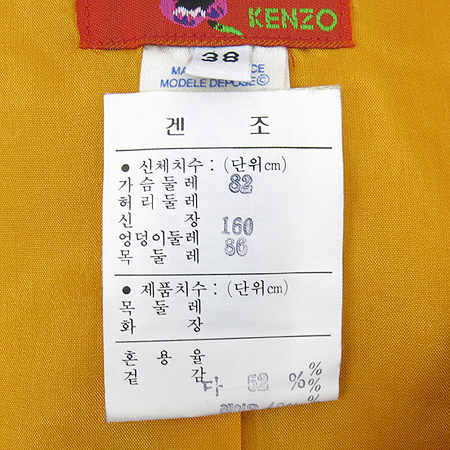 KENZO
38
MODELE DEPOSE©
겐 조
● 신체치수 : (단위cm)
가슴둘레 82
허리둘레
신 장 160
엉덩이둘레 86
목 둘 레
● 제품치수 : (단위cm)
목 둘 레
화 장
혼 용 율
겉 감 마 52 %%
%
%